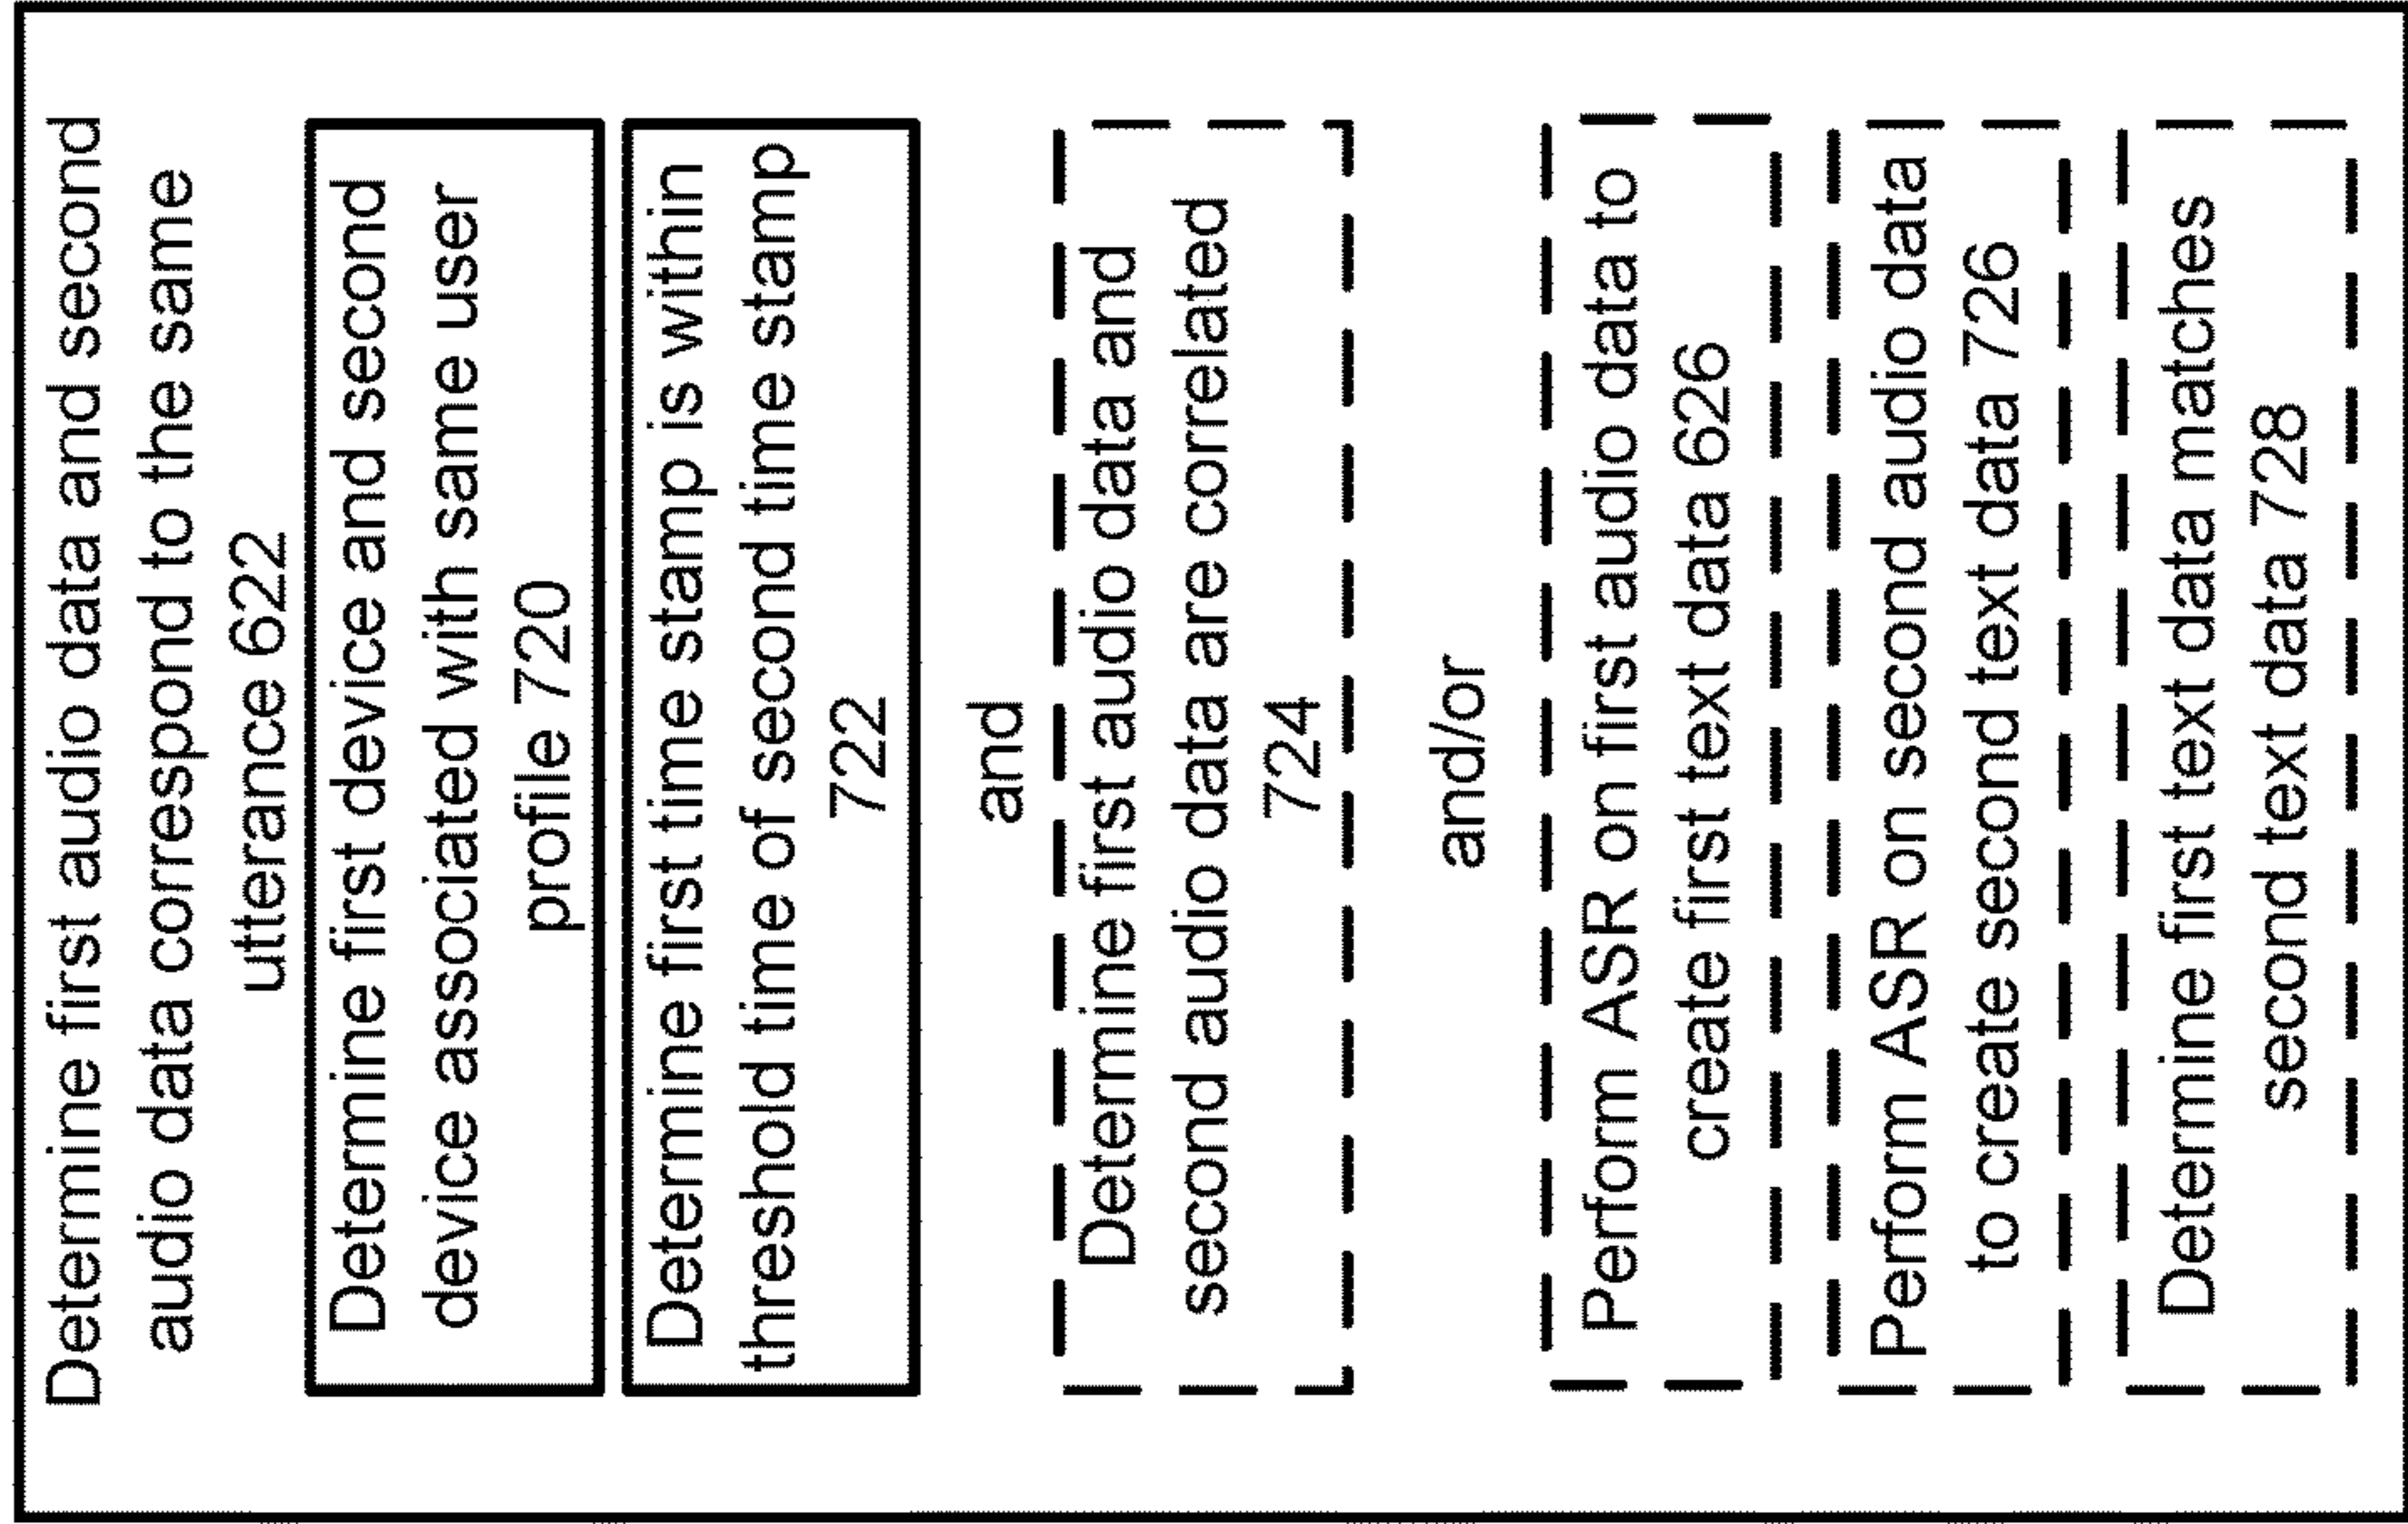 Determine first audio data and second
audio data correspond to the same
utterance 622
Determine first device and second
device associated with same user
profile 720
Determine first time stamp is within
threshold time of second time stamp
722
and
Determine first audio data and
second audio data are correlated
724
and/or
Perform ASR on first audio data to
create first text data 626
Perform ASR on second audio data
to create second text data 726
Determine first text data matches
second text data 728